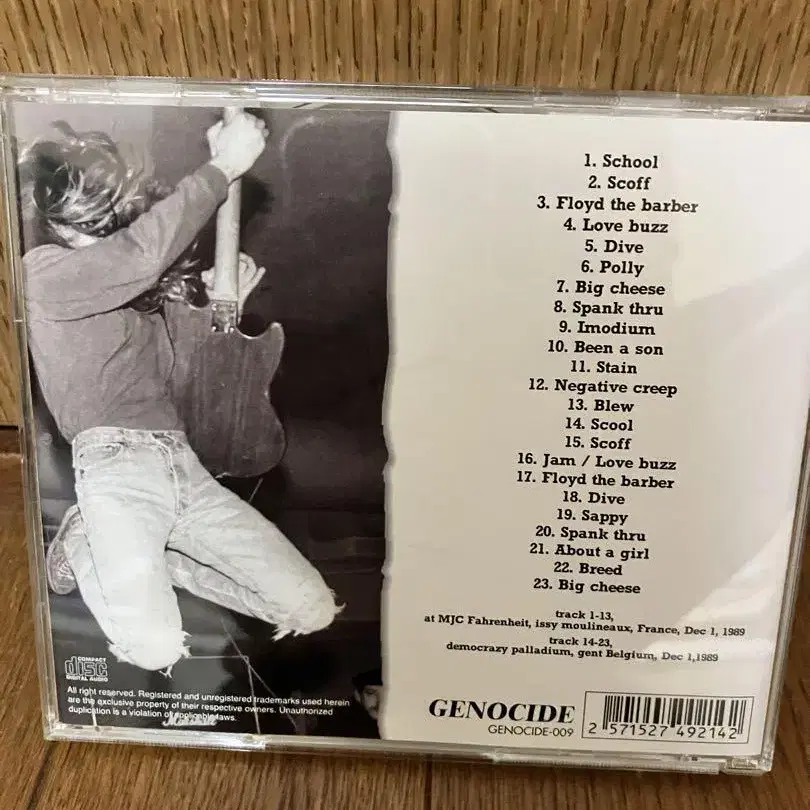 1. School
2. Scoff
3. Floyd the barber
4. Love buzz
5. Dive
6. Polly
7. Big cheese
8. Spank thru
9. Imodium
10. Been a son
11. Stain
12. Negative creep
13. Blew
14. Scool
15. Scoff
16. Jam / Love buzz
17. Floyd the barber
18. Dive
19. Sappy
20. Spank thru
21. About a girl
22. Breed
23. Big cheese
track 1-13,
at MJC Fahrenheit, issy moulineaux, France, Dec 1, 1989
track 14-23,
democrazy palladium, gent Belgium, Dec 1,1989
COMPACT
disc
DIGITAL AUDIO
All right reserved. Registered and unregistered trademarks used herein
are the exclusive property of their respective owners. Unauthorized
duplication is a violation of applicable laws.
GENOCIDE
GENOCIDE-009
2 571527 492142